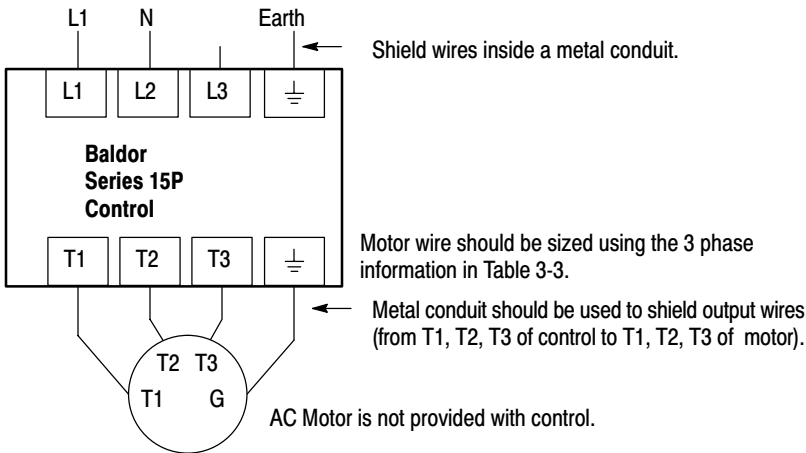 L1 N Earth
Shield wires inside a metal conduit.
L1 L2 L3
Baldor
Series 15P
Control
T1 T2 T3
Motor wire should be sized using the 3 phase
information in Table 3-3.
Metal conduit should be used to shield output wires
(from T1, T2, T3 of control to T1, T2, T3 of motor).
T2 T3
T1 G
AC Motor is not provided with control.